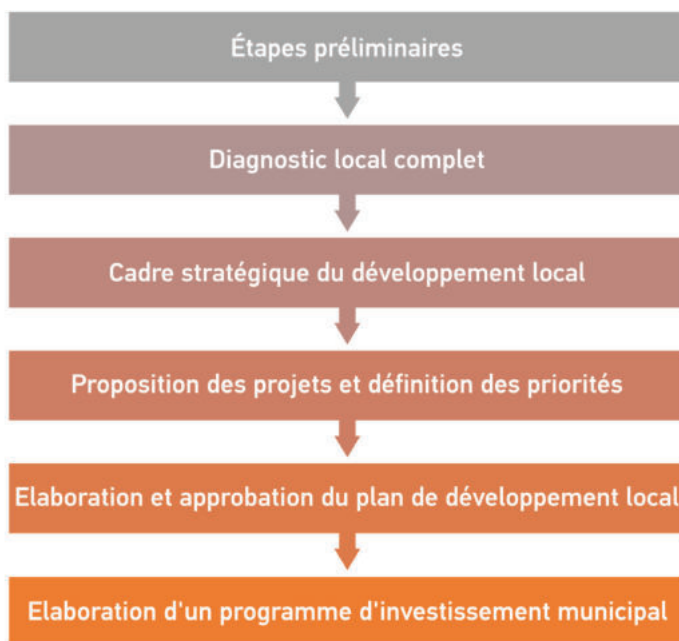 Étapes préliminaires
Diagnostic local complet
Cadre stratégique du développement local
Proposition des projets et définition des priorités
Elaboration et approbation du plan de développement local
Elaboration d'un programme d'investissement municipal